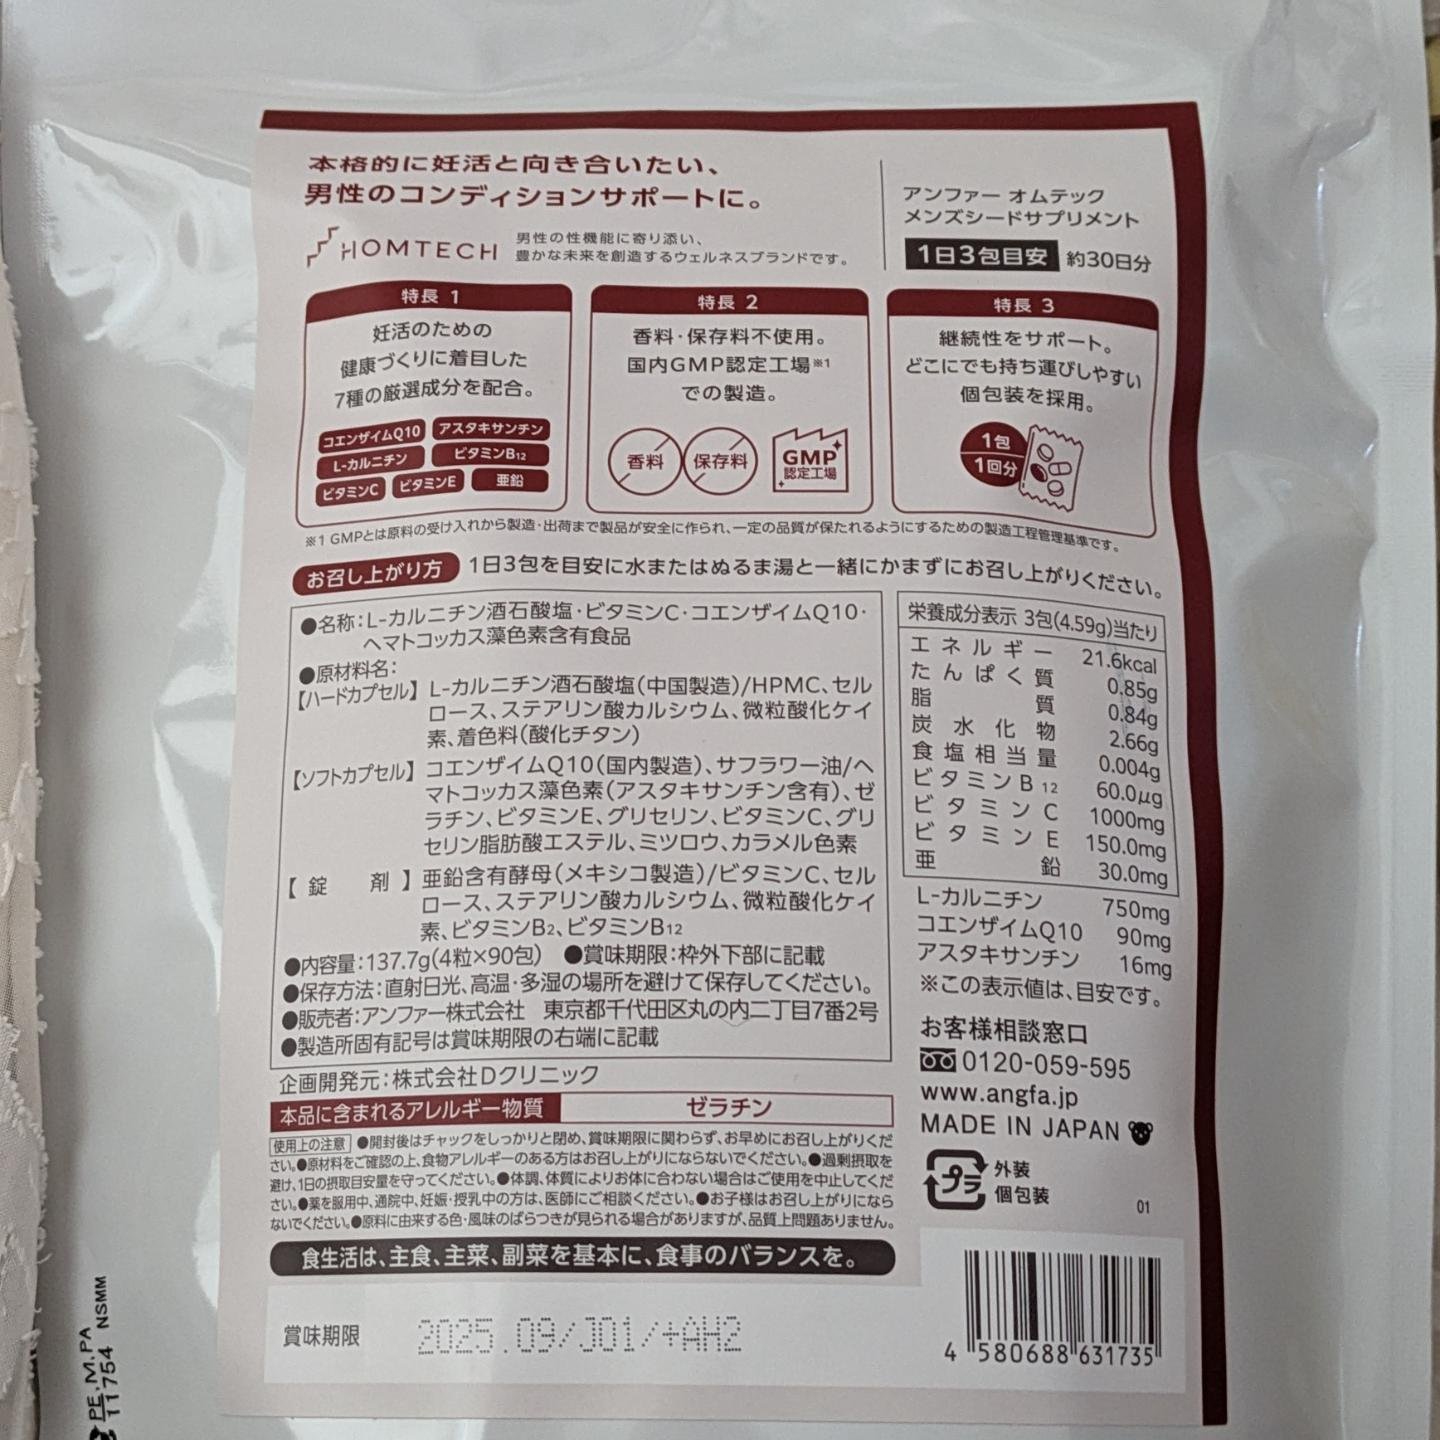 本格的に妊活と向き合いたい、
男性のコンディションサポートに。
HOMTECH
男性の性機能に寄り添い、
豊かな未来を創造するウェルネスブランドです。
アンファー オムテック
メンズシードサプリメント
1日3包目安 約30日分
特長 1
妊活のための
健康づくりに着目した
7種の厳選成分を配合。
コエンザイムQ10 アスタキサンチン
L-カルニチン ビタミンB12
ビタミンC ビタミンE 亜鉛
特長 2
香料・保存料不使用。
国内GMP認定工場※1
での製造。
香料 保存料
GMP
認定工場
特長 3
継続性をサポート。
どこにでも持ち運びしやすい
個包装を採用。
1包
1回分
※1 GMPとは原料の受け入れから製造・出荷まで製品が安全に作られ、一定の品質が保たれるようにするための製造工程管理基準です。
お召し上がり方 1日3包を目安に水またはぬるま湯と一緒にかまずにお召し上がりください。
●名称:L-カルニチン酒石酸塩・ビタミンC・コエンザイムQ10・
ヘマトコッカス藻色素含有食品
●原材料名:
【ハードカプセル】L-カルニチン酒石酸塩(中国製造)/HPMC、セル
ロース、ステアリン酸カルシウム、微粒酸化ケイ
素、着色料(酸化チタン)
【ソフトカプセル】コエンザイムQ10(国内製造)、サフラワー油/ヘ
マトコッカス藻色素(アスタキサンチン含有)、ゼ
ラチン、ビタミンE、グリセリン、ビタミンC、グリ
セリン脂肪酸エステル、ミツロウ、カラメル色素
【錠 剤】亜鉛含有酵母(メキシコ製造)/ビタミンC、セル
ロース、ステアリン酸カルシウム、微粒酸化ケイ
素、ビタミンB2、ビタミンB12
●内容量:137.7g(4粒×90包) ●賞味期限:枠外下部に記載
●保存方法:直射日光、高温・多湿の場所を避けて保存してください。
●販売者:アンファー株式会社 東京都千代田区丸の内二丁目7番2号
●製造所固有記号は賞味期限の右端に記載
企画開発元:株式会社Dクリニック
本品に含まれるアレルギー物質 ゼラチン
使用上の注意 ●開封後はチャックをしっかりと閉め、賞味期限に関わらず、お早めにお召し上がりくだ
さい。●原材料をご確認の上、食物アレルギーのある方はお召し上がりにならないでください。●過剰摂取を
避け、1日の摂取目安量を守ってください。●体調、体質によりお体に合わない場合はご使用を中止してくだ
さい。●薬を服用中、通院中、妊娠・授乳中の方は、医師にご相談ください。●お子様はお召し上がりになら
ないでください。●原料に由来する色・風味のばらつきが見られる場合がありますが、品質上問題ありません。
食生活は、主食、主菜、副菜を基本に、食事のバランスを。
賞味期限 2025.09/J01/+AH2
栄養成分表示 3包(4.59g)当たり
エネルギー 21.6kcal
たんぱく質 0.85g
脂質 0.84g
炭水化物 2.66g
食塩相当量 0.004g
ビタミンB12 60.0μg
ビタミンC 1000mg
ビタミンE 150.0mg
亜鉛 30.0mg
L-カルニチン 750mg
コエンザイムQ10 90mg
アスタキサンチン 16mg
※この表示値は、目安です。
お客様相談窓口
0120-059-595
www.angfa.jp
MADE IN JAPAN
プラ 外装
個包装
01
4 580688 631735
PE.M.PA
11754 NSMM